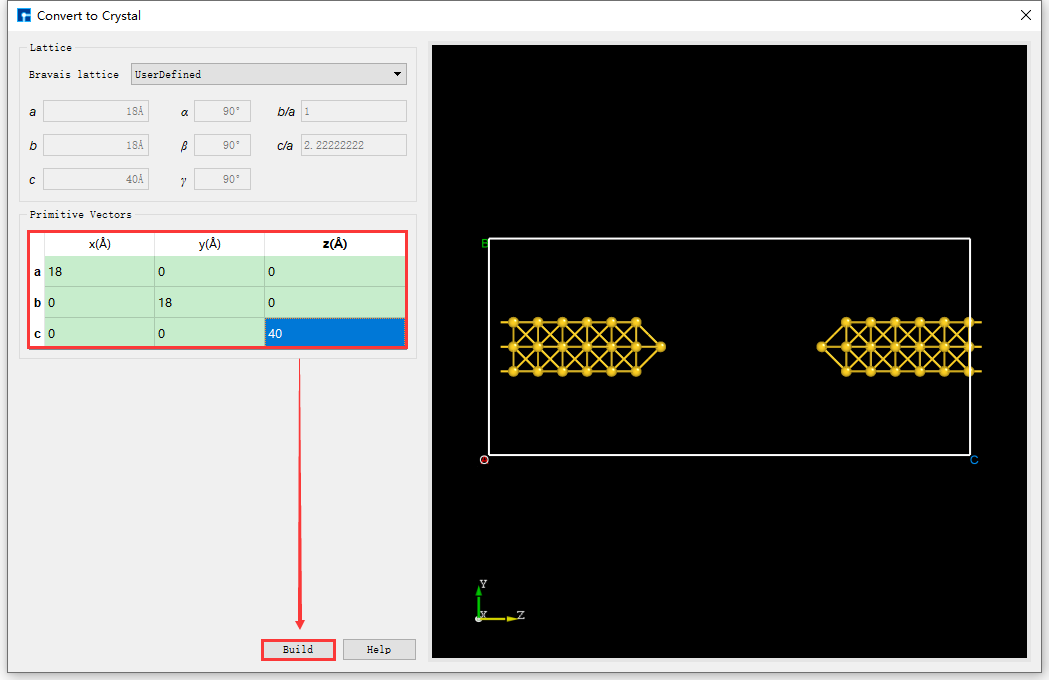 Convert to Crystal
Lattice
Bravais lattice UserDefined
a 18Å α 90° b/a 1
b 18Å β 90° c/a 2.22222222
c 40Å γ 90°
Primitive Vectors
x(Å) y(Å) z(Å)
a 18 0 0
b 0 18 0
c 0 0 40
B
O C
Y
X Z
Build Help